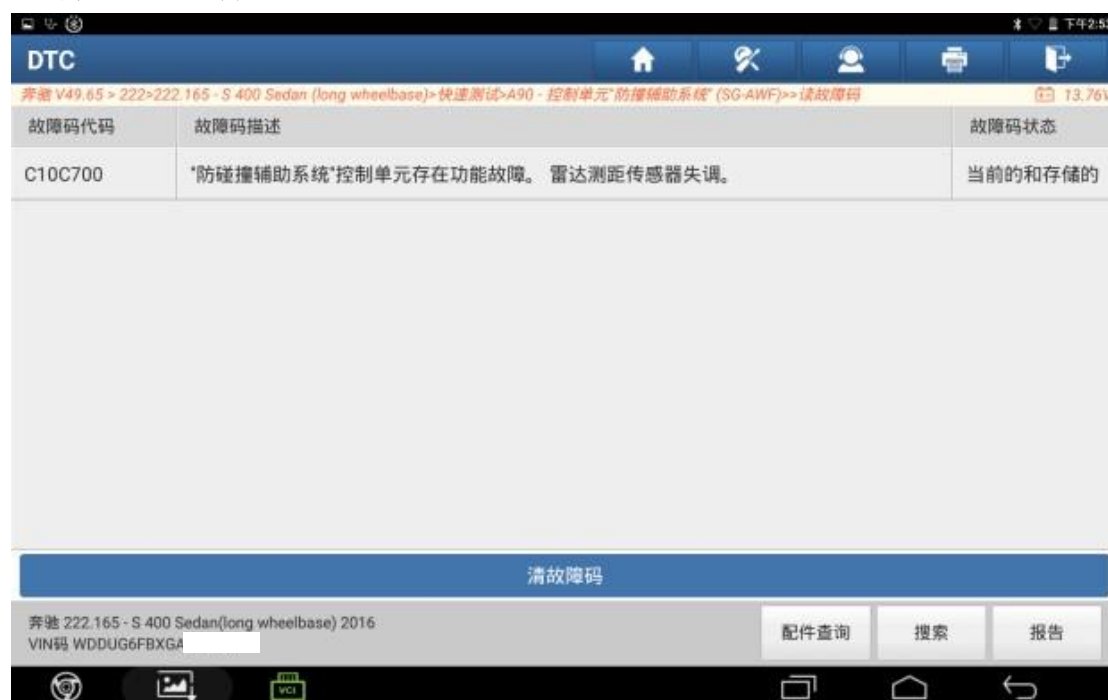 下午2:53
DTC
奔驰 V49.65 > 222>222.165 - S 400 Sedan (long wheelbase)>快速测试>A90 - 控制单元"防撞辅助系统" (SG-AWF)>>读故障码 13.76V
故障码代码 故障码描述 故障码状态
C10C700 "防碰撞辅助系统"控制单元存在功能故障。 雷达测距传感器失调。 当前的和存储的
清故障码
奔驰 222.165 - S 400 Sedan(long wheelbase) 2016
VIN码 WDDUG6FBXGA
配件查询 搜索 报告
VCI